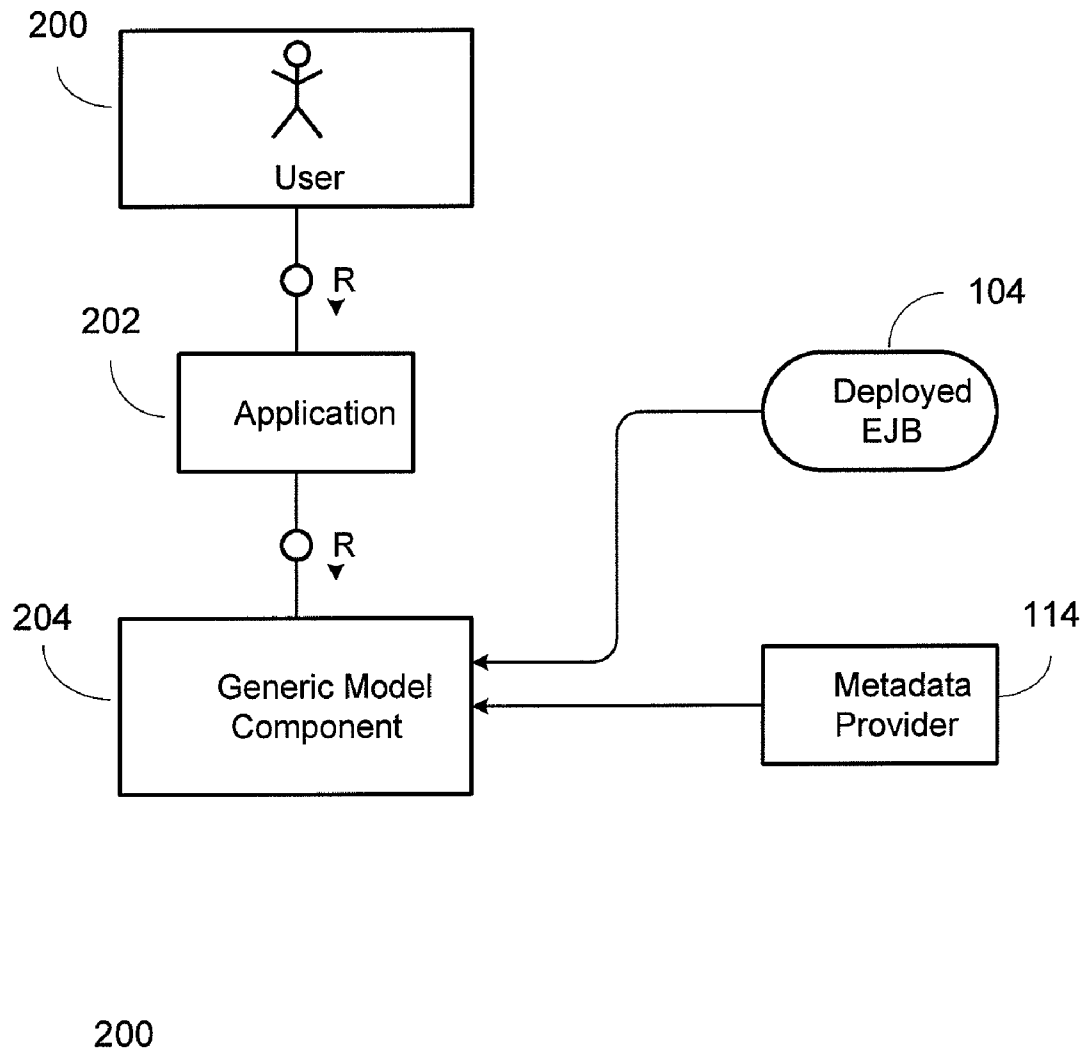 200
User
R
202
104
Application
Deployed
EJB
R
204
114
Generic Model
Component
Metadata
Provider
200